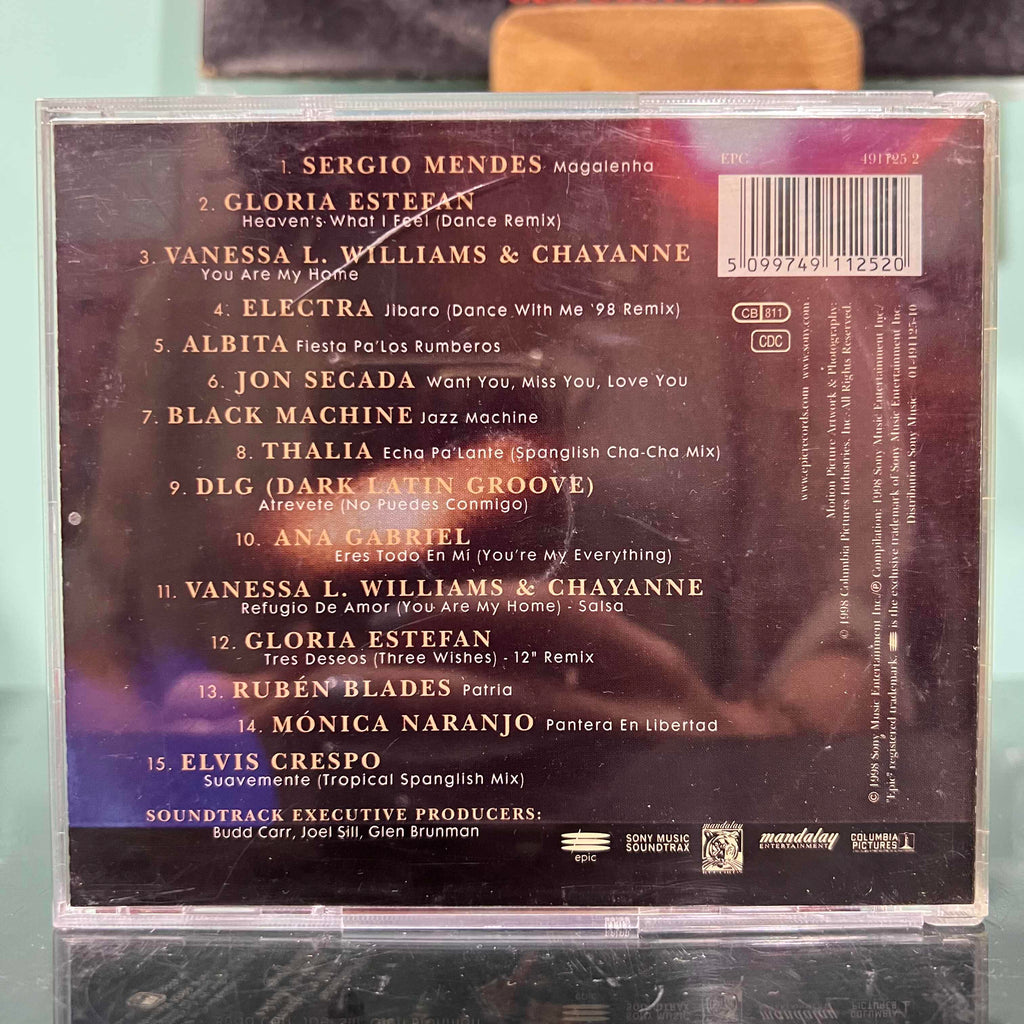 1. SERGIO MENDES Magalenha
2. GLORIA ESTEFAN
Heaven's What I Feel (Dance Remix)
3. VANESSA L. WILLIAMS & CHAYANNE
You Are My Home
4. ELECTRA Jibaro (Dance With Me '98 Remix)
5. ALBITA Fiesta Pa'Los Rumberos
6. JON SECADA Want You, Miss You, Love You
7. BLACK MACHINE Jazz Machine
8. THALIA Echa Pa'Lante (Spanglish Cha-Cha Mix)
9. DLG (DARK LATIN GROOVE)
Atrevete (No Puedes Conmigo)
10. ANA GABRIEL
Eres Todo En Mí (You're My Everything)
11. VANESSA L. WILLIAMS & CHAYANNE
Refugio De Amor (You Are My Home) - Salsa
12. GLORIA ESTEFAN
Tres Deseos (Three Wishes) - 12" Remix
13. RUBÉN BLADES Patria
14. MÓNICA NARANJO Pantera En Libertad
15. ELVIS CRESPO
Suavemente (Tropical Spanglish Mix)
SOUNDTRACK EXECUTIVE PRODUCERS:
Budd Carr, Joel Sill, Glen Brunman
EPC 491125 2
5 099749 112520
CB 811
CDC
www.epicrecords.com www.sony.com
Motion Picture Artwork & Photography:
© 1998 Columbia Pictures Industries, Inc. All Rights Reserved.
© 1998 Sony Music Entertainment Inc./℗ Compilation: 1998 Sony Music Entertainment Inc./
"Epic" registered trademark. is the exclusive trademark of Sony Music Entertainment Inc.
Distribution Sony Music 01-491125-10
epic
SONY MUSIC
SOUNDTRAX
mandalay
mandalay
ENTERTAINMENT
COLUMBIA
PICTURES